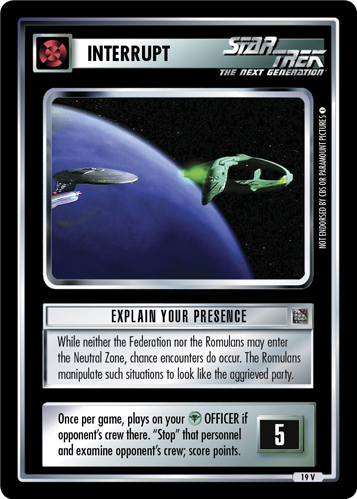 INTERRUPT
STAR TREK
THE NEXT GENERATION
NOT ENDORSED BY CBS OR PARAMOUNT PICTURES
EXPLAIN YOUR PRESENCE
While neither the Federation nor the Romulans may enter
the Neutral Zone, chance encounters do occur. The Romulans
manipulate such situations to look like the aggrieved party.
Once per game, plays on your OFFICER if
opponent's crew there. “Stop” that personnel
and examine opponent's crew; score points.
5
19 V